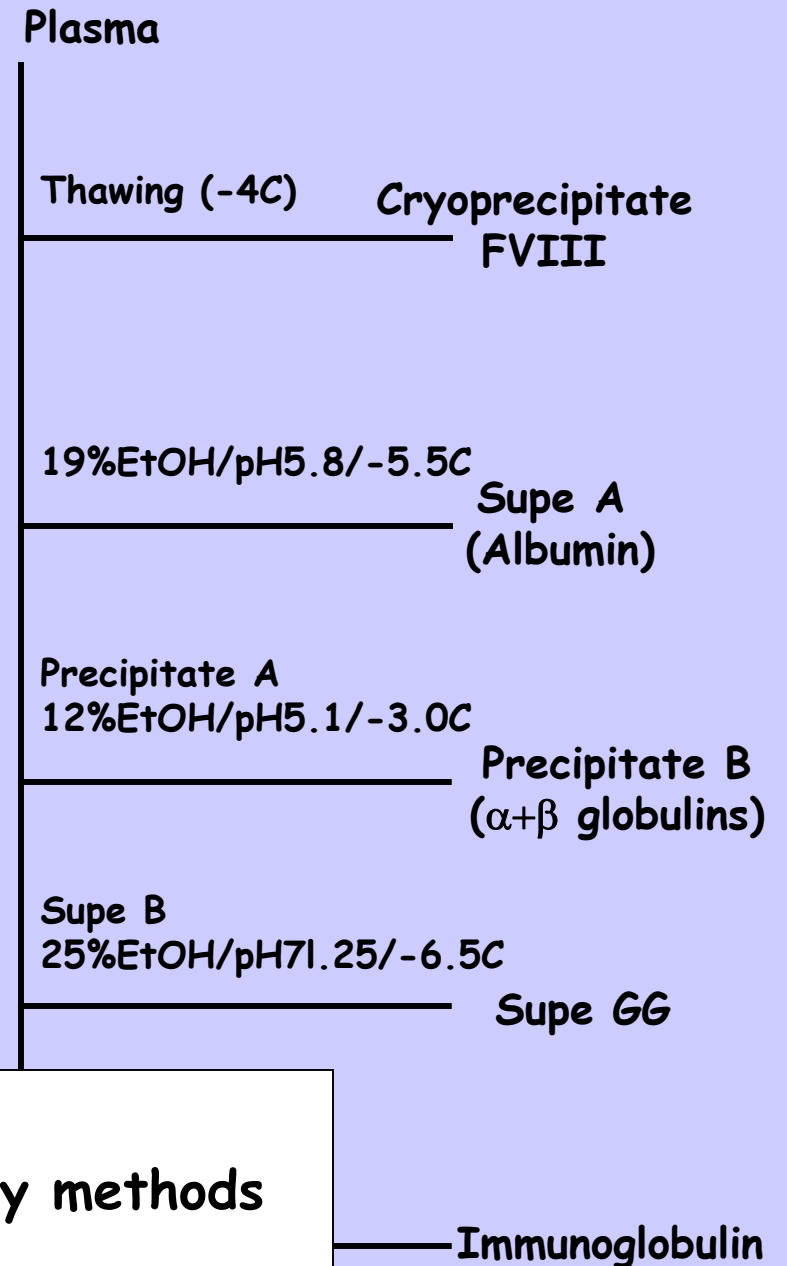 Plasma
Thawing (-4C)
Cryoprecipitate
FVIII
19%EtOH/pH5.8/-5.5C
Supe A
(Albumin)
Precipitate A
12%EtOH/pH5.1/-3.0C
Precipitate B
(α+β globulins)
Supe B
25%EtOH/pH7l.25/-6.5C
Supe GG
y methods
Immunoglobulin